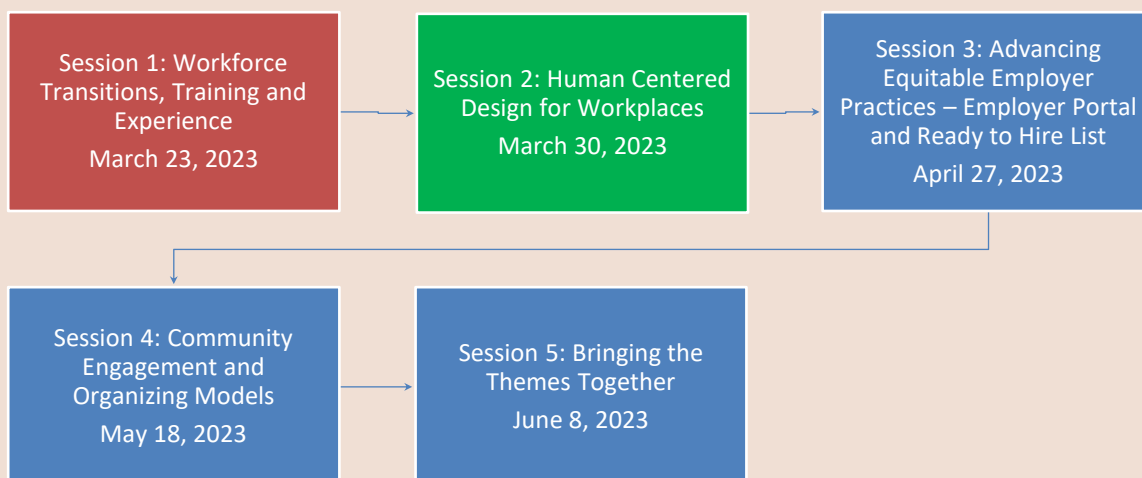 Session 1: Workforce
Transitions, Training and
Experience
March 23, 2023
Session 2: Human Centered
Design for Workplaces
March 30, 2023
Session 3: Advancing
Equitable Employer
Practices – Employer Portal
and Ready to Hire List
April 27, 2023
Session 4: Community
Engagement and
Organizing Models
May 18, 2023
Session 5: Bringing the
Themes Together
June 8, 2023